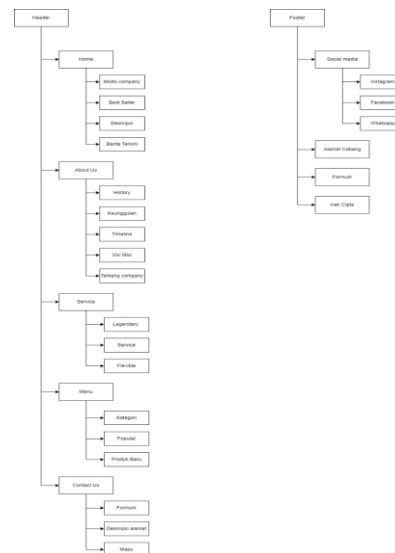 Header
Home
Motto company
Best Seller
Deskripsi
Berita Terkini
About Us
History
Keunggulan
Timeline
Visi Misi
Tentang company
Service
Legendary
Service
Flexible
Menu
Kategori
Populer
Produk Baru
Contact Us
Formulir
Deskripsi alamat
Maps
Footer
Social media
Instagram
Facebook
Whatsapp
Alamat Cabang
Formulir
Hak Cipta